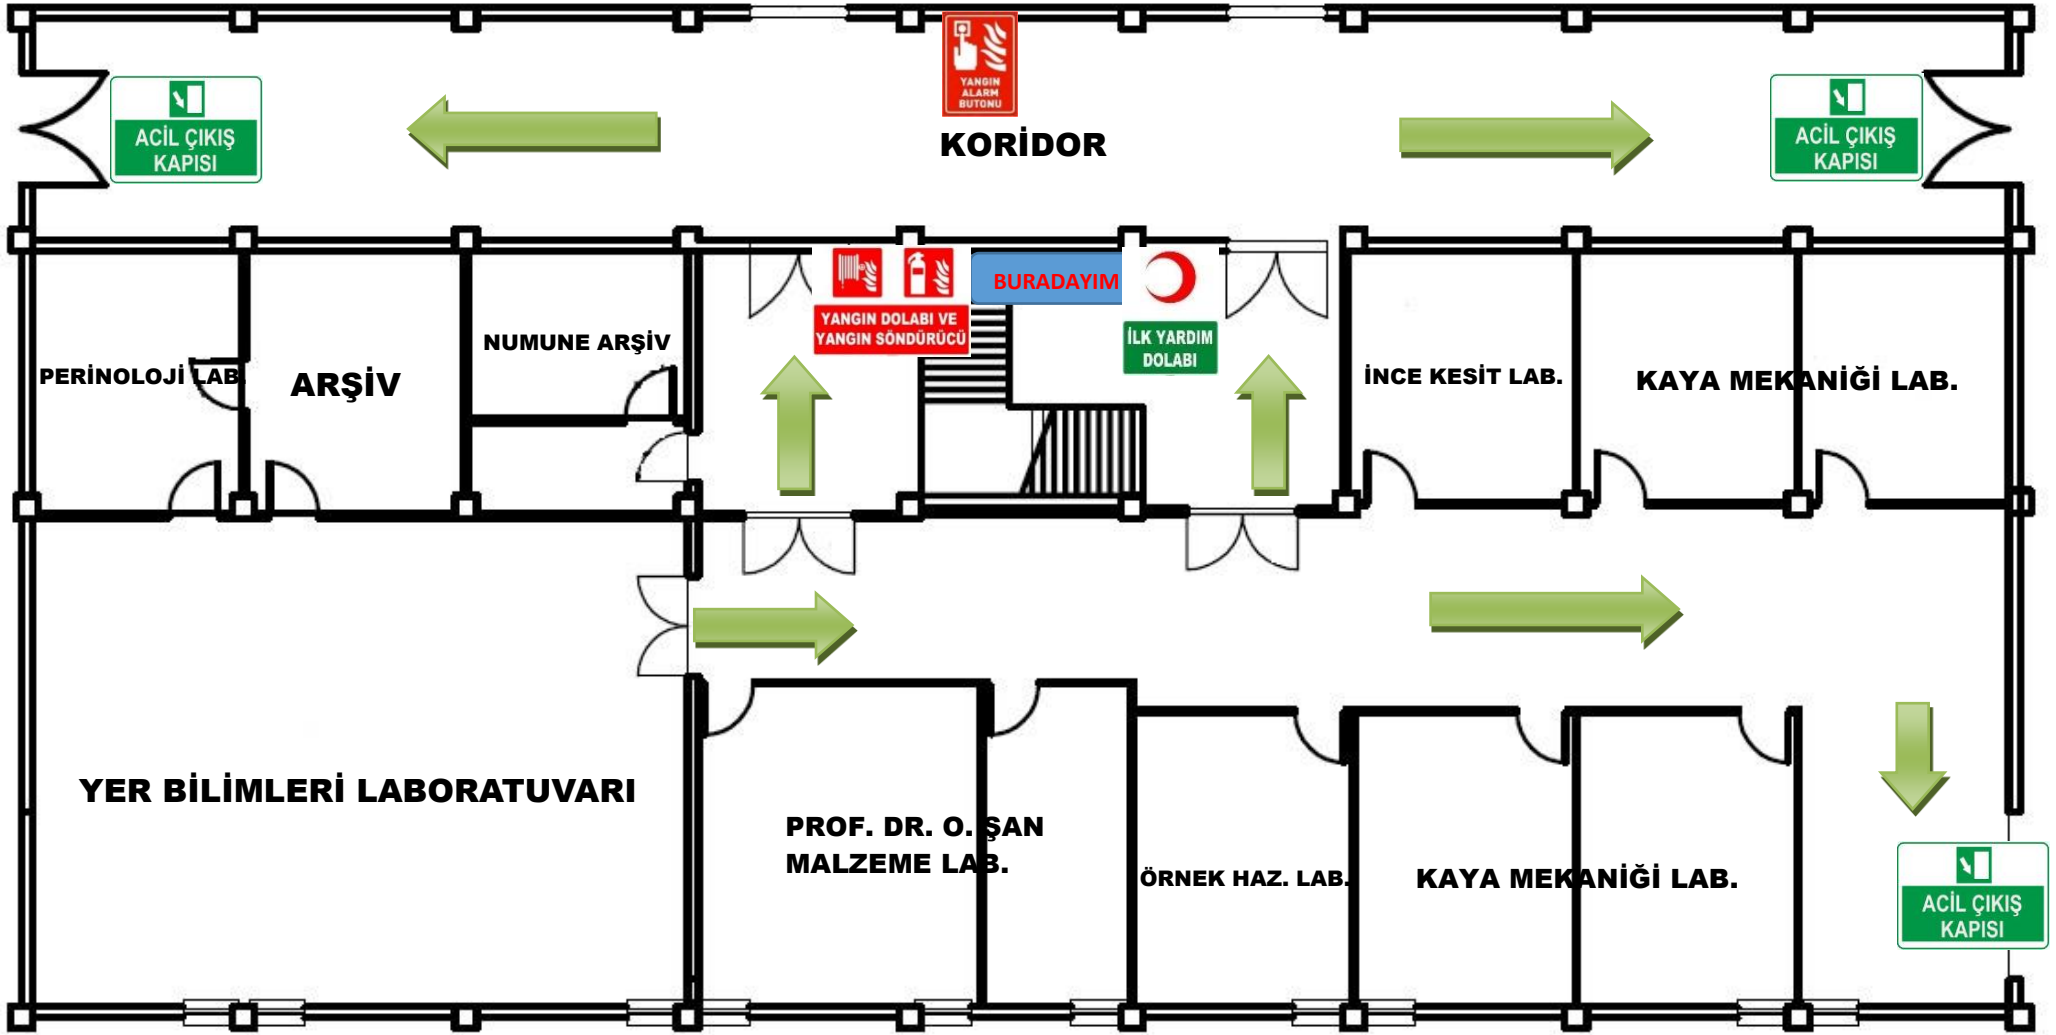 YANGIN
ALARM
BUTONU
ACİL ÇIKIŞ
KAPISI
KORİDOR
ACİL ÇIKIŞ
KAPISI
YANGIN DOLABI VE
YANGIN SÖNDÜRÜCÜ
BURADAYIM
İLK YARDIM
DOLABI
PERİNOLOJİ LAB.
ARŞİV
NUMUNE ARŞİV
İNCE KESİT LAB.
KAYA MEKANİĞİ LAB.
YER BİLİMLERİ LABORATUVARI
PROF. DR. O. ŞAN
MALZEME LAB.
ÖRNEK HAZ. LAB.
KAYA MEKANİĞİ LAB.
ACİL ÇIKIŞ
KAPISI